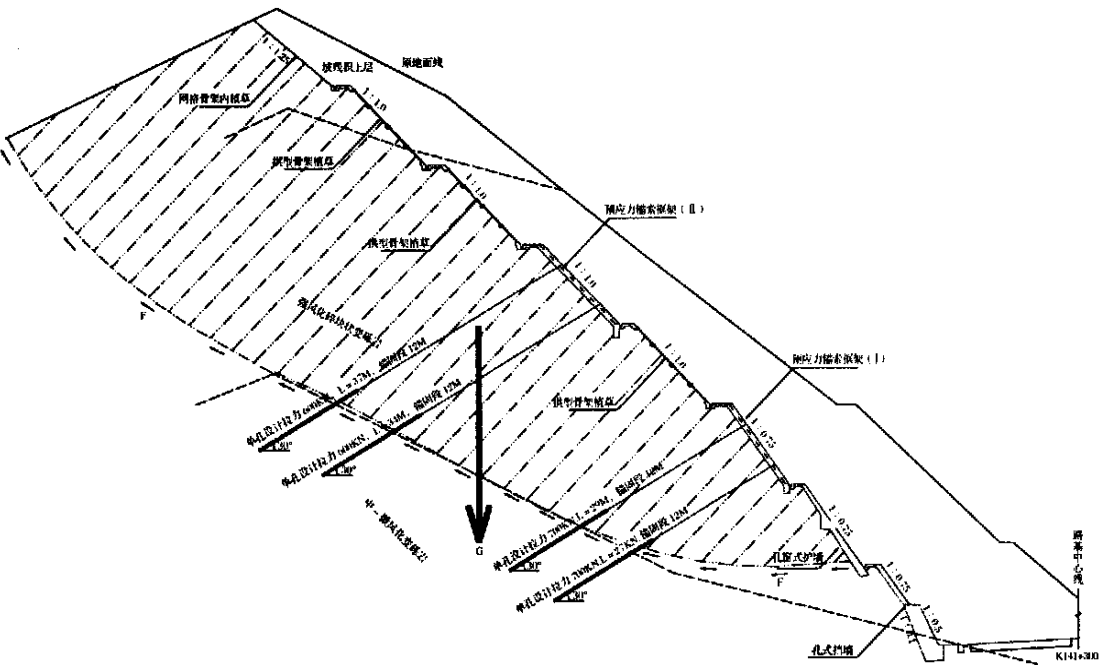 1:1.25
坡残积土层
原地面线
网格骨架内植草
1:1.0
拱型骨架植草
1:1.0
预应力锚索框架(Ⅱ)
拱型骨架植草
1:1.0
强风化碎块状变砾岩
F
预应力锚索框架(Ⅰ)
1:1.0
拱型骨架植草
单孔设计拉力600KN, L=37M, 锚固段12M
30°
单孔设计拉力600KN, L=34M, 锚固段12M
30°
1:0.75
中、微风化变砾岩
G
单孔设计拉力700KN L=29M, 锚固段10M
30°
单孔设计拉力700KN L=27KN 锚固段12M
30°
1:0.75
孔窗式护墙
F
1:0.75
路基中心线
1:0.5
孔式挡墙
K141+300